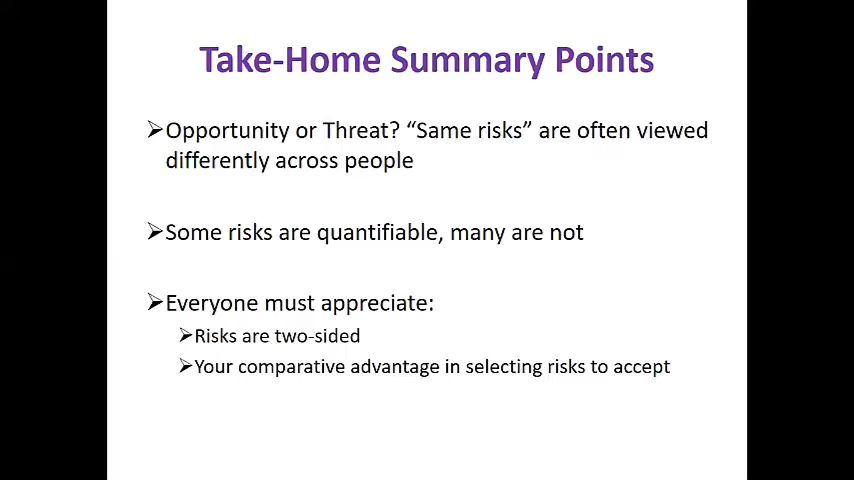 Take-Home Summary Points
➢Opportunity or Threat? “Same risks” are often viewed
differently across people
➢Some risks are quantifiable, many are not
➢Everyone must appreciate:
➢Risks are two-sided
➢Your comparative advantage in selecting risks to accept